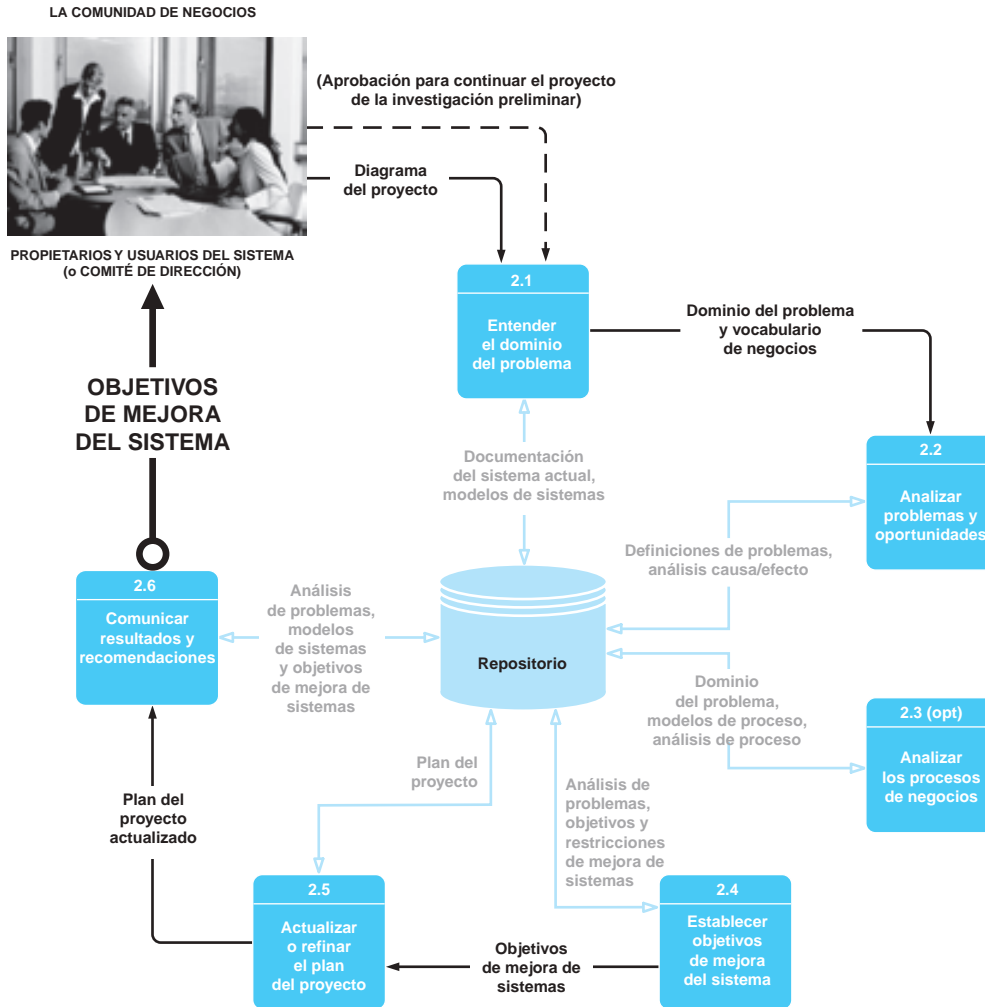 LA COMUNIDAD DE NEGOCIOS
(Aprobación para continuar el proyecto
de la investigación preliminar)
Diagrama
del proyecto
PROPIETARIOS Y USUARIOS DEL SISTEMA
(o COMITÉ DE DIRECCIÓN)
2.1
Entender
el dominio
del problema
Dominio del problema
y vocabulario
de negocios
OBJETIVOS
DE MEJORA
DEL SISTEMA
Documentación
del sistema actual,
modelos de sistemas
2.2
Analizar
problemas y
oportunidades
Definiciones de problemas,
análisis causa/efecto
2.6
Comunicar
resultados y
recomendaciones
Análisis
de problemas,
modelos
de sistemas
y objetivos
de mejora de
sistemas
Repositorio
Dominio
del problema,
modelos de proceso,
análisis de proceso
2.3 (opt)
Analizar
los procesos
de negocios
Plan del
proyecto
Análisis de
problemas,
objetivos y
restricciones
de mejora de
sistemas
Plan del
proyecto
actualizado
2.5
Actualizar
o refinar
el plan
del proyecto
Objetivos
de mejora de
sistemas
2.4
Establecer
objetivos
de mejora
del sistema